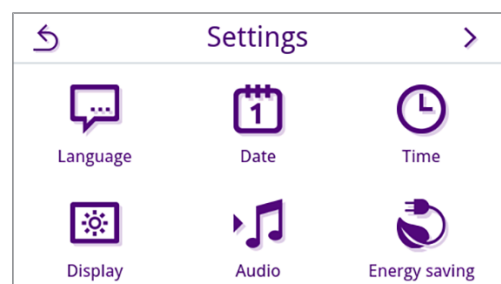 Settings
...
1
Language
Date
Time
Display
Audio
Energy saving